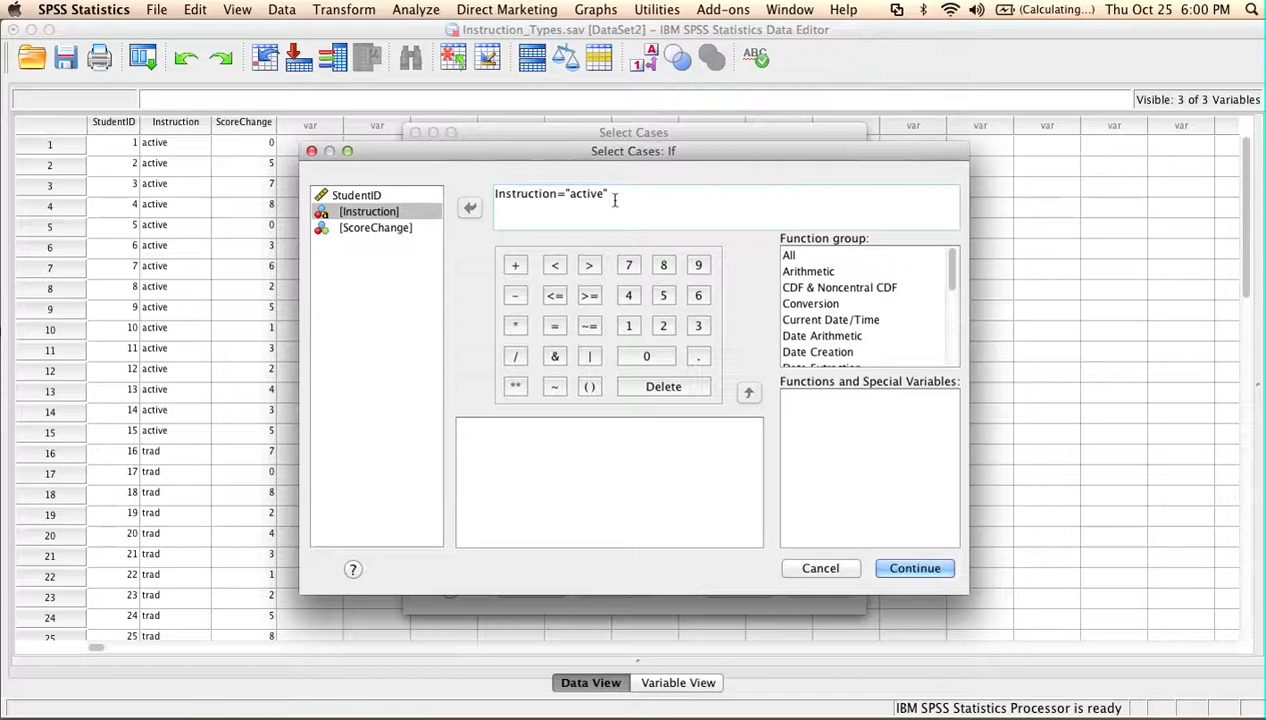 SPSS Statistics File Edit View Data Transform Analyze Direct Marketing Graphs Utilities Add-ons Window Help (Calculating...) Thu Oct 25 6:00 PM
Instruction_Types.sav [DataSet2] – IBM SPSS Statistics Data Editor
Visible: 3 of 3 Variables
StudentID Instruction ScoreChange var var var var var var var
1 1 active 0
2 2 active 5
3 3 active 7
4 4 active 8
5 5 active 0
6 6 active 3
7 7 active 6
8 8 active 2
9 9 active 5
10 10 active 1
11 11 active 3
12 12 active 2
13 13 active 4
14 14 active 3
15 15 active 5
16 16 trad 7
17 17 trad 0
18 18 trad 8
19 19 trad 2
20 20 trad 4
21 21 trad 3
22 22 trad 1
23 23 trad 2
24 24 trad 5
25 25 trad 8
Select Cases
Select Cases: If
StudentID
[Instruction]
[ScoreChange]
Instruction="active"
+ < > 7 8 9
- <= >= 4 5 6
* = ~= 1 2 3
/ & | 0 .
** ~ () Delete
Function group:
All
Arithmetic
CDF & Noncentral CDF
Conversion
Current Date/Time
Date Arithmetic
Date Creation
Date Extraction
Functions and Special Variables:
? Cancel Continue
Data View Variable View
IBM SPSS Statistics Processor is ready